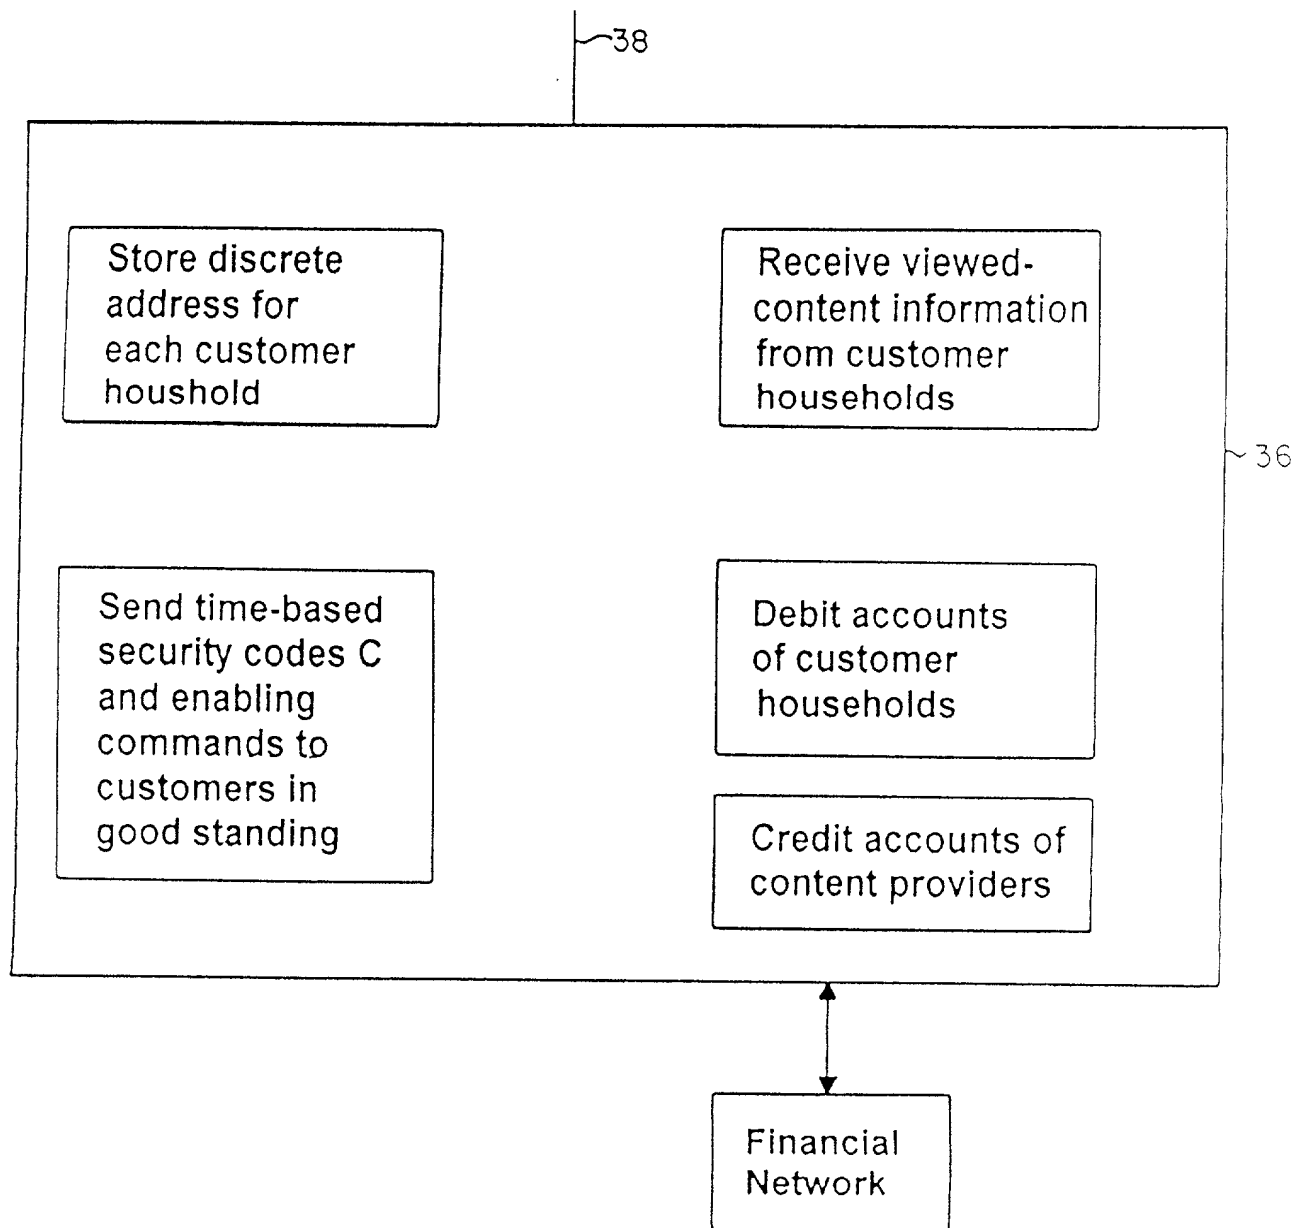 38
Store discrete
address for
each customer
houshold
Receive viewed-
content information
from customer
households
36
Send time-based
security codes C
and enabling
commands to
customers in
good standing
Debit accounts
of customer
households
Credit accounts of
content providers
Financial
Network